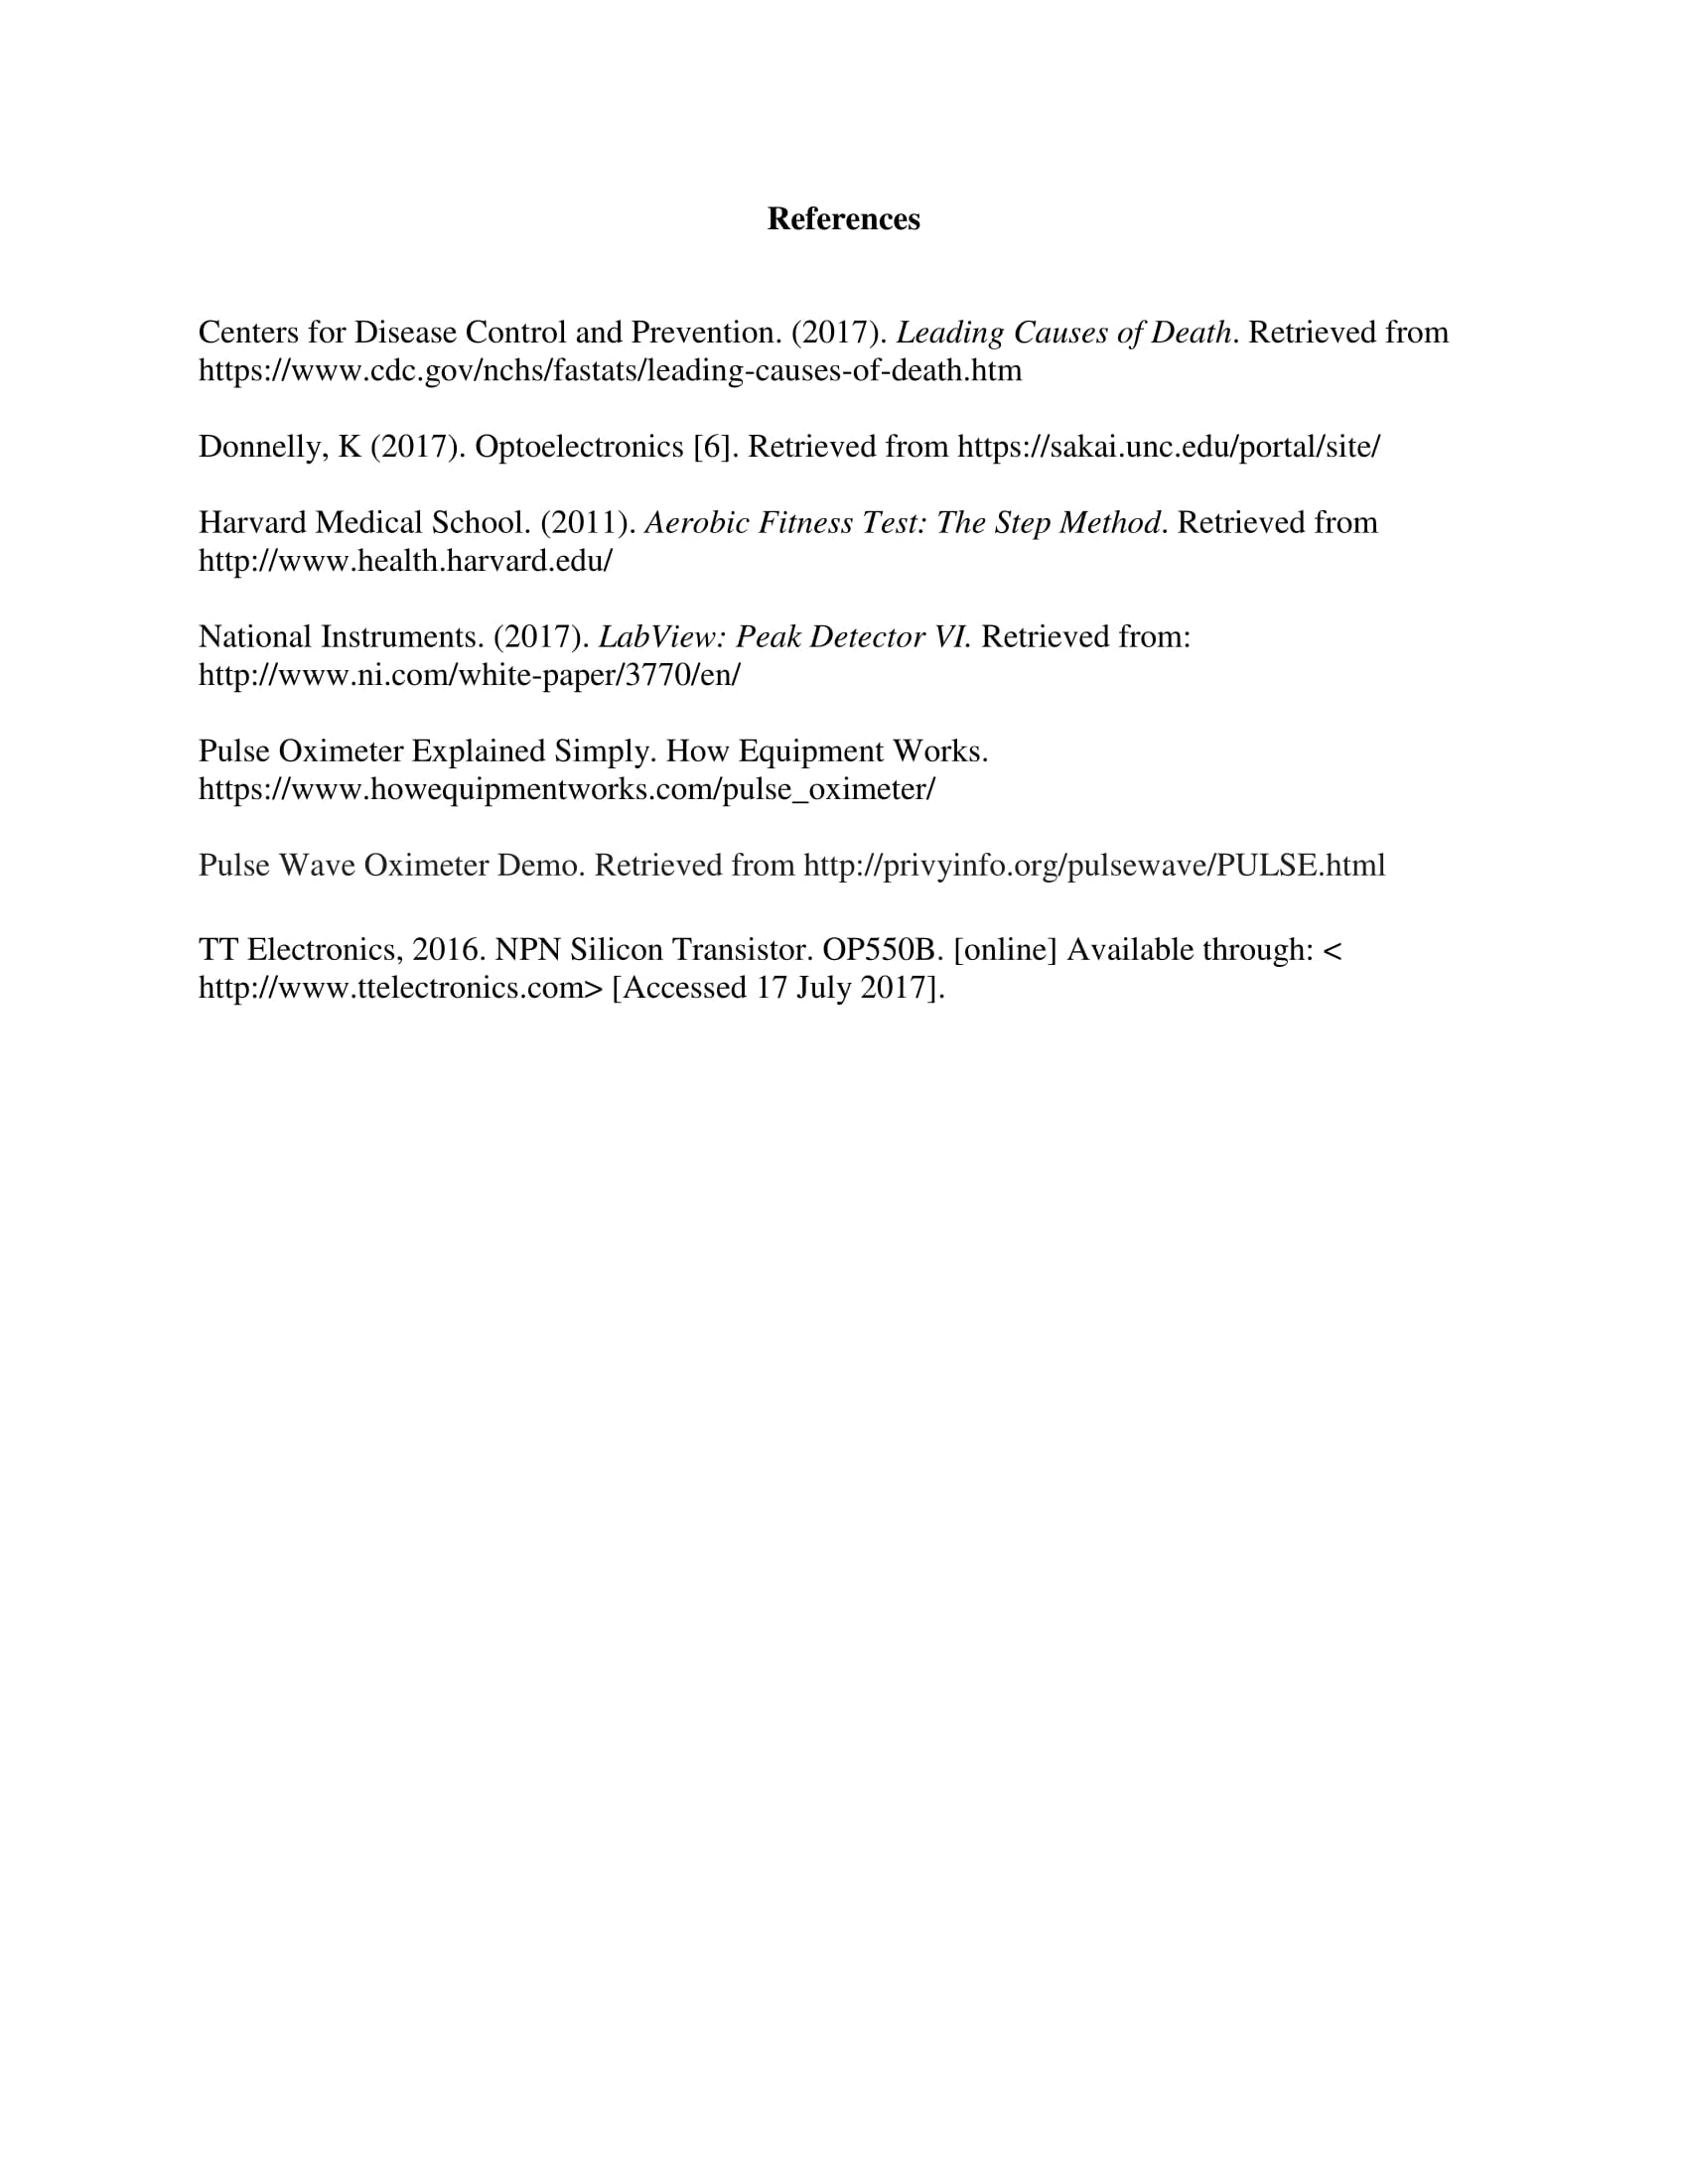 References
Centers for Disease Control and Prevention. (2017). Leading Causes of Death. Retrieved from
https://www.cdc.gov/nchs/fastats/leading-causes-of-death.htm
Donnelly, K (2017). Optoelectronics [6]. Retrieved from https://sakai.unc.edu/portal/site/
Harvard Medical School. (2011). Aerobic Fitness Test: The Step Method. Retrieved from
http://www.health.harvard.edu/
National Instruments. (2017). LabView: Peak Detector VI. Retrieved from:
http://www.ni.com/white-paper/3770/en/
Pulse Oximeter Explained Simply. How Equipment Works.
https://www.howequipmentworks.com/pulse_oximeter/
Pulse Wave Oximeter Demo. Retrieved from http://privyinfo.org/pulsewave/PULSE.html
TT Electronics, 2016. NPN Silicon Transistor. OP550B. [online] Available through: <
http://www.ttelectronics.com> [Accessed 17 July 2017].